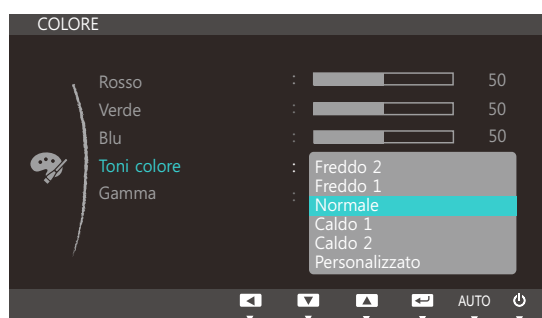 COLORE
Rosso : 50
Verde : 50
Blu : 50
Toni colore : Freddo 2
Freddo 1
Gamma : Normale
Caldo 1
Caldo 2
Personalizzato
AUTO